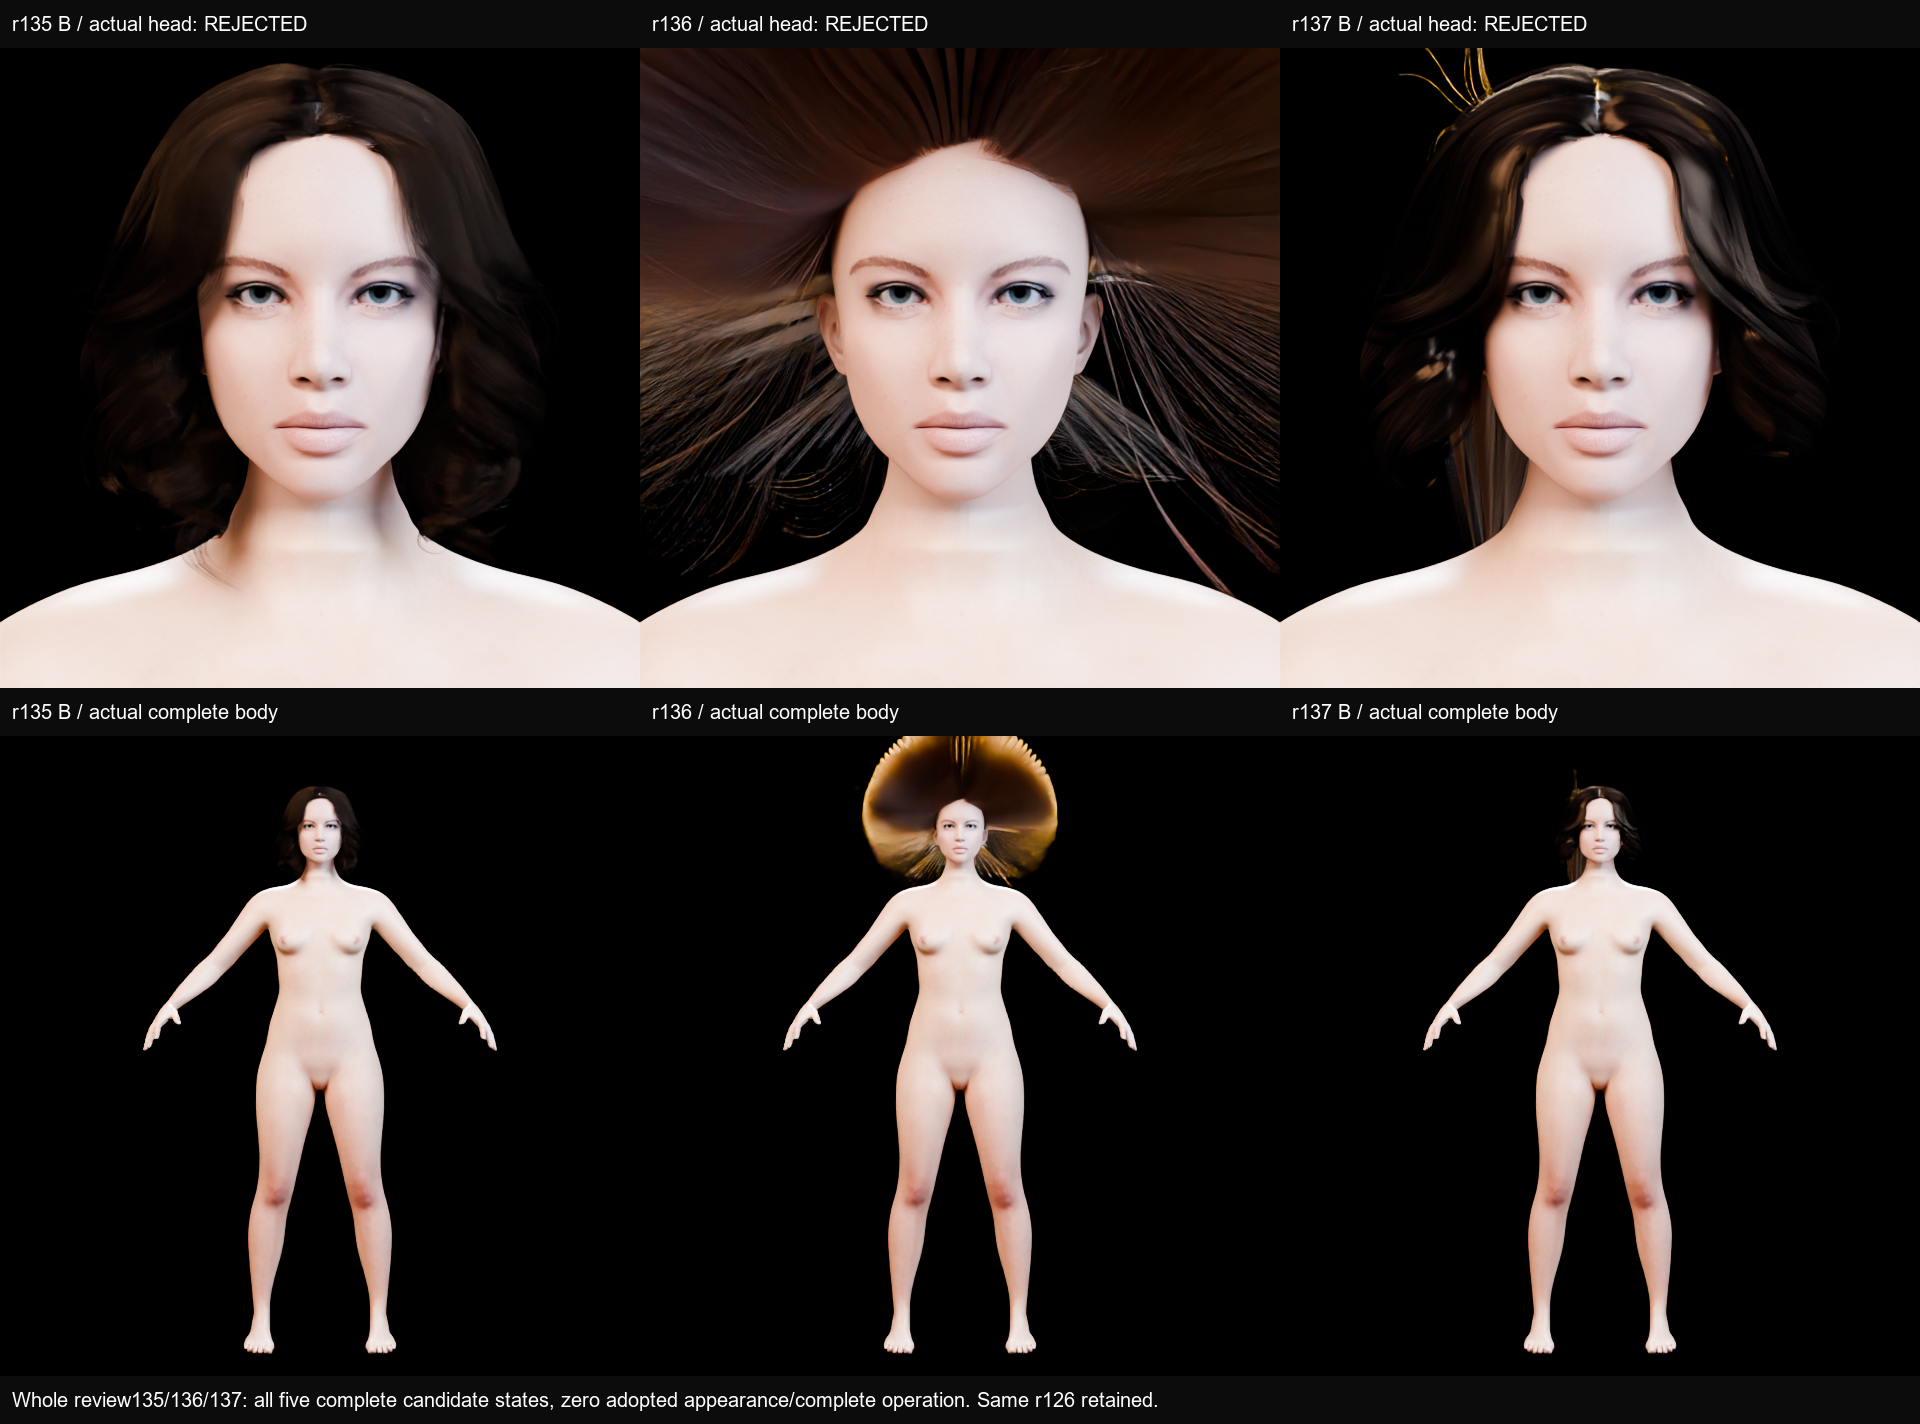 r135 B / actual head: REJECTED
r136 / actual head: REJECTED
r137 B / actual head: REJECTED
r135 B / actual complete body
r136 / actual complete body
r137 B / actual complete body
Whole review135/136/137: all five complete candidate states, zero adopted appearance/complete operation. Same r126 retained.